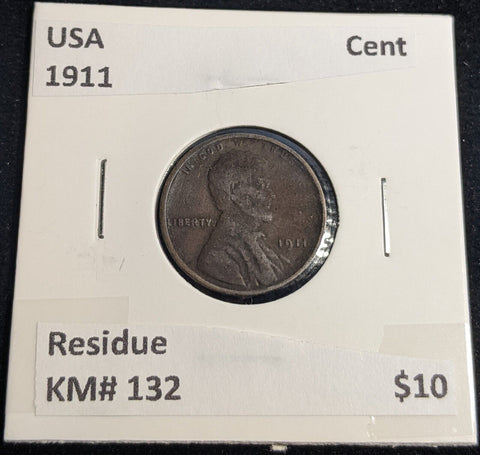 USA Cent
1911
IN GOD WE TRUST
LIBERTY
1911
Residue
KM# 132 $10